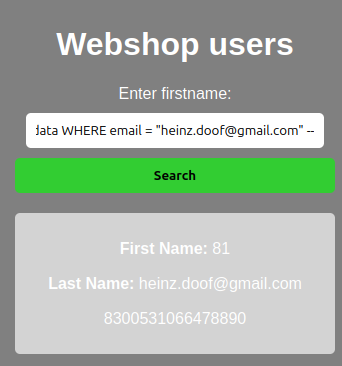 Webshop users
Enter firstname:
data WHERE email = "heinz.doof@gmail.com" --
Search
First Name: 81
Last Name: heinz.doof@gmail.com
8300531066478890